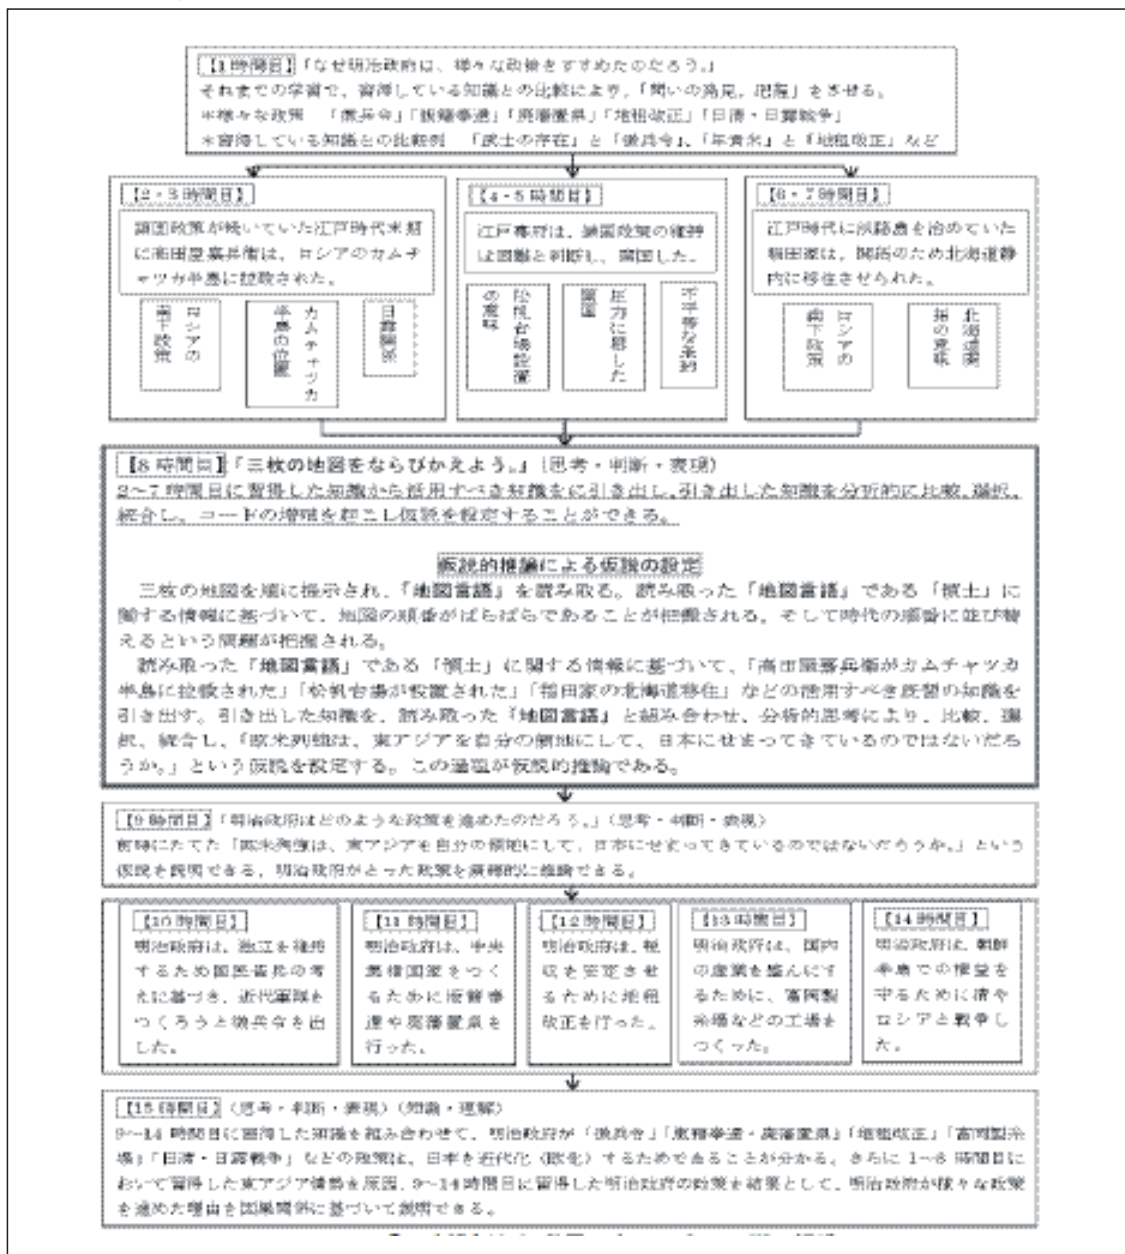 【1時間目】「なぜ明治政府は、様々な政策をすすめたのだろう。」
それまでの学習で、習得している知識との比較により、「問いの発見、把握」をさせる。
＊様々な政策　「徴兵令」「版籍奉還」「廃藩置県」「地租改正」「日清・日露戦争」
＊習得している知識との比較例　「武士の存在」と「徴兵令」、「年貢米」と「地租改正」など
【2・3時間目】
鎖国政策が続いていた江戸時代末期
に高田屋嘉兵衛は、ロシアのカムチ
ャツカ半島に拉致された。
ロシアの
南下政策
カムチャツカ
半島の位置
日露関係
【4・5時間目】
江戸幕府は、鎖国政策の維持
は困難と判断し、開国した。
松帆台場設置
の意味
圧力に屈した
開国
不平等な条約
【6・7時間目】
江戸時代に淡路島を治めていた
稲田家は、開拓のため北海道静
内に移住させられた。
ロシアの
南下政策
北海道開
拓の意味
【8時間目】「三枚の地図をならびかえよう。」（思考・判断・表現）
2～7時間目に習得した知識から活用すべき知識をに引き出し、引き出した知識を分析的に比較、選択、
統合し、コードの増殖を起こし仮説を設定することができる。
仮説的推論による仮説の設定
三枚の地図を順に提示され、「地図言語」を読み取る。読み取った「地図言語」である「領土」に
関する情報に基づいて、地図の順番がばらばらであることが把握される。そして時代の順番に並び替
えるという問題が把握される。
読み取った「地図言語」である「領土」に関する情報に基づいて、「高田屋嘉兵衛がカムチャツカ
半島に拉致された」「松帆台場が設置された」「稲田家の北海道移住」などの活用すべき既習の知識を
引き出す。引き出した知識を、読み取った「地図言語」と組み合わせ、分析的思考により、比較、選
択、統合し、「欧米列強は、東アジアを自分の領地にして、日本にせまってきているのではないだろ
うか。」という仮説を設定する。この過程が仮説的推論である。
【9時間目】「明治政府はどのような政策を進めたのだろう。」（思考・判断・表現）
前時にたてた「欧米列強は、東アジアを自分の領地にして、日本にせまってきているのではないだろうか。」という
仮説を説明できる、明治政府がとった政策を演繹的に推論できる。
【10時間目】
明治政府は、独立を維持
するため国民皆兵の考
えに基づき、近代軍隊を
つくろうと徴兵令を出
した。
【11時間目】
明治政府は、中央
集権国家をつく
るために版籍奉
還や廃藩置県を
行った。
【12時間目】
明治政府は、税
収を安定させ
るために地租
改正を行った。
【13時間目】
明治政府は、国内
の産業を盛んにす
るために、富岡製
糸場などの工場を
つくった。
【14時間目】
明治政府は、朝鮮
半島での権益を
守るために清や
ロシアと戦争し
た。
【15時間目】（思考・判断・表現）（知識・理解）
9～14時間目に習得した知識を組み合わせて、明治政府が「徴兵令」「版籍奉還・廃藩置県」「地租改正」「富岡製糸
場」「日清・日露戦争」などの政策は、日本を近代化（欧化）するためであることが分かる。さらに1～8時間目に
おいて習得した東アジア情勢を原因、9～14時間目に習得した明治政府の政策を結果として、明治政府が様々な政策
を進めた理由を因果関係に基づいて説明できる。